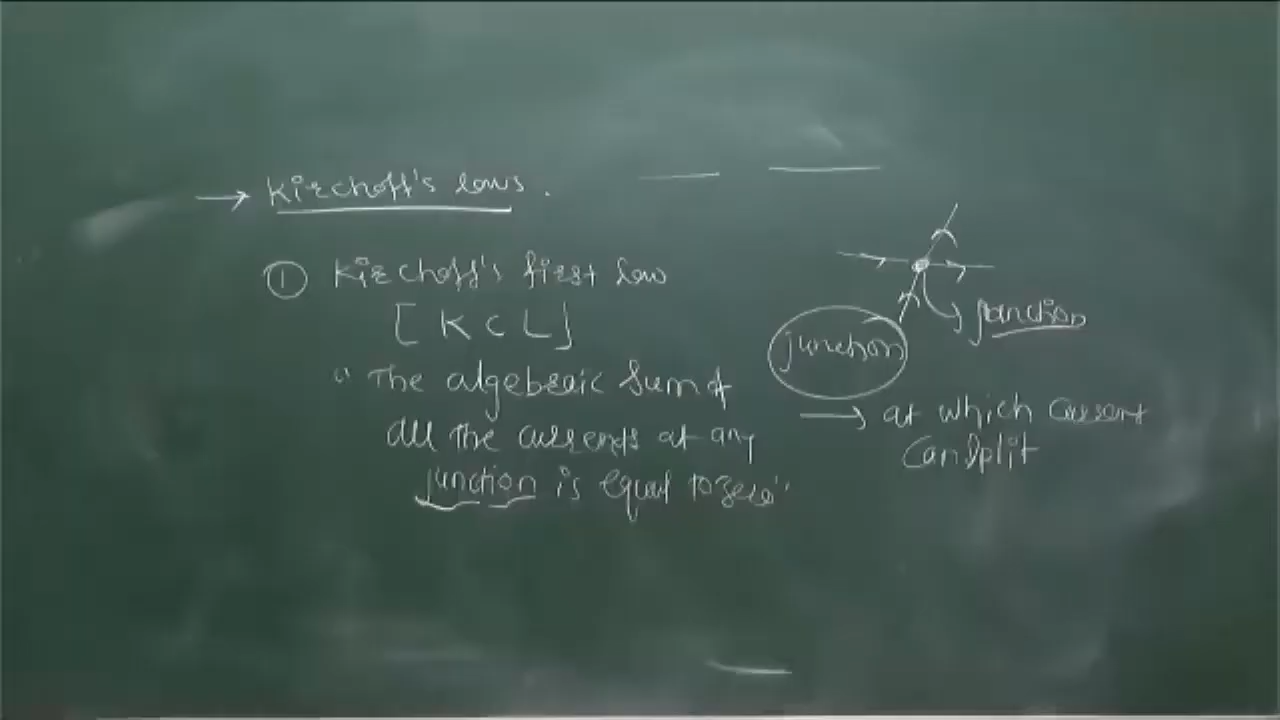 → Kirchoff's laws.
① Kirchoff's first law
[KCL]
"The algebraic sum of
all the currents at any
junction is equal to zero"
junction
junction
→ at which current
can split